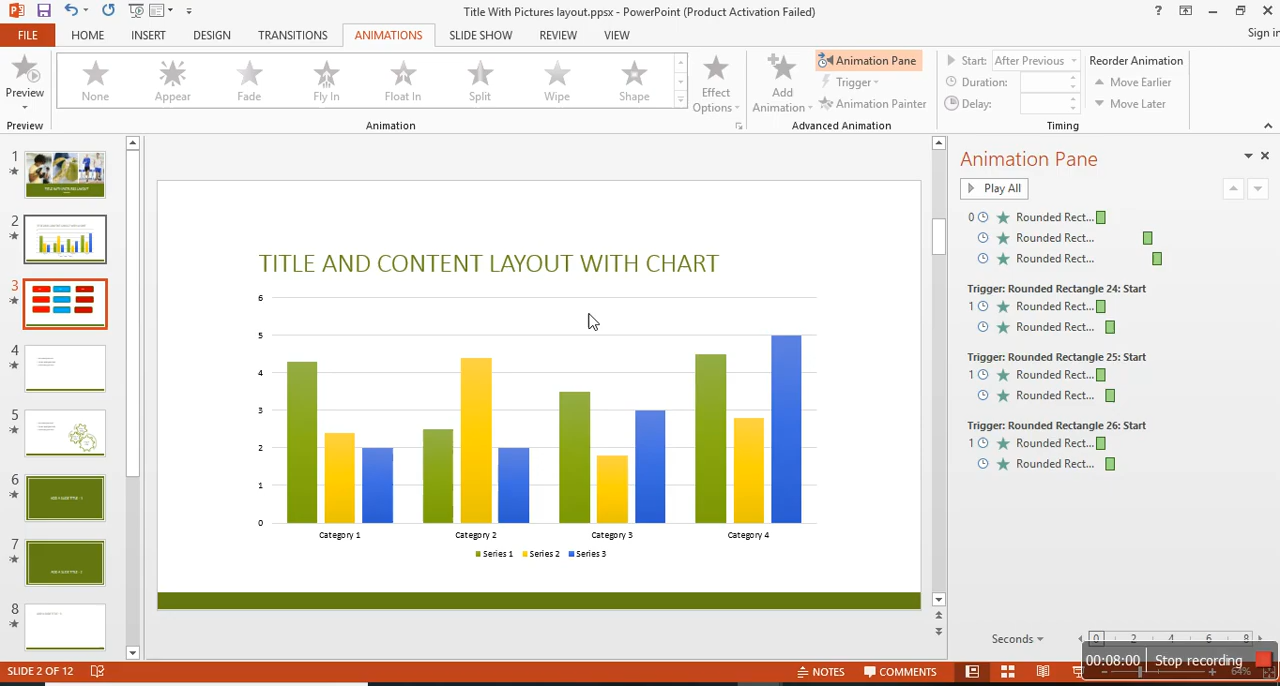 Title With Pictures layout.ppsx - PowerPoint (Product Activation Failed)
?
FILE HOME INSERT DESIGN TRANSITIONS ANIMATIONS SLIDE SHOW REVIEW VIEW Sign in
Preview
None Appear Fade Fly In Float In Split Wipe Shape
Effect Options
Add Animation
Animation Pane
Trigger
Animation Painter
Start: After Previous
Duration:
Delay:
Reorder Animation
Move Earlier
Move Later
Preview Animation Advanced Animation Timing
1
2
3
4
5
6
7
8
TITLE AND CONTENT LAYOUT WITH CHART
6
5
4
3
2
1
0
Category 1 Category 2 Category 3 Category 4
Series 1 Series 2 Series 3
Animation Pane
Play All
0 Rounded Rect...
Rounded Rect...
Rounded Rect...
Trigger: Rounded Rectangle 24: Start
1 Rounded Rect...
Rounded Rect...
Trigger: Rounded Rectangle 25: Start
1 Rounded Rect...
Rounded Rect...
Trigger: Rounded Rectangle 26: Start
1 Rounded Rect...
Rounded Rect...
Seconds 0 2 4 6 8
00:08:00 Stop recording
SLIDE 2 OF 12 NOTES COMMENTS 64%